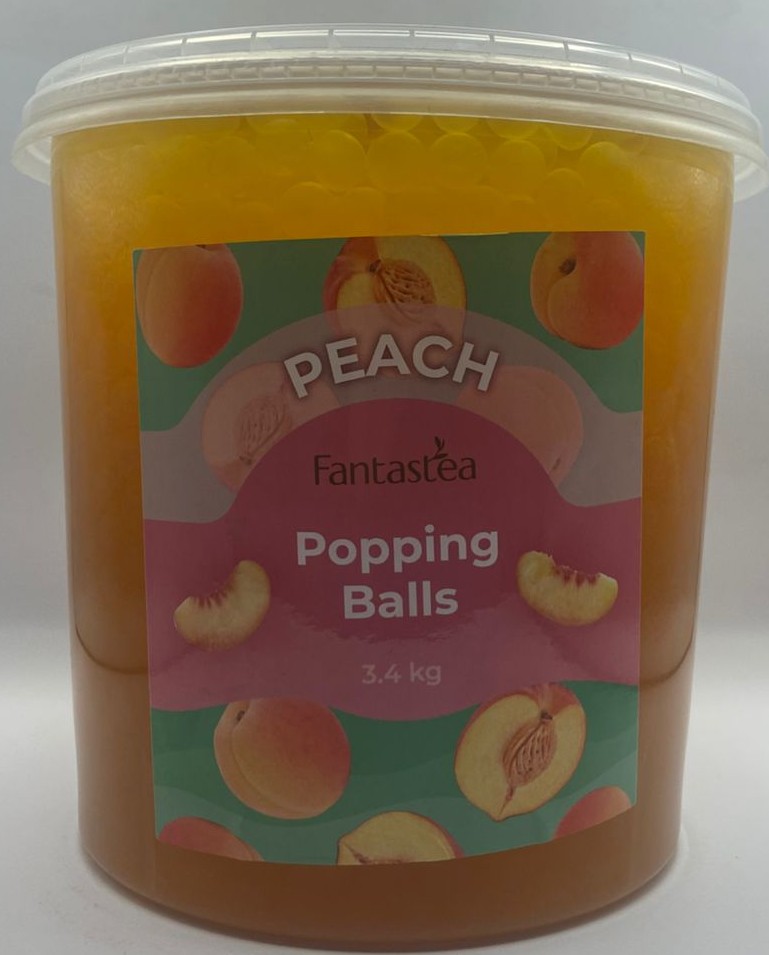 PEACH
Fantastea
Popping
Balls
3.4 kg